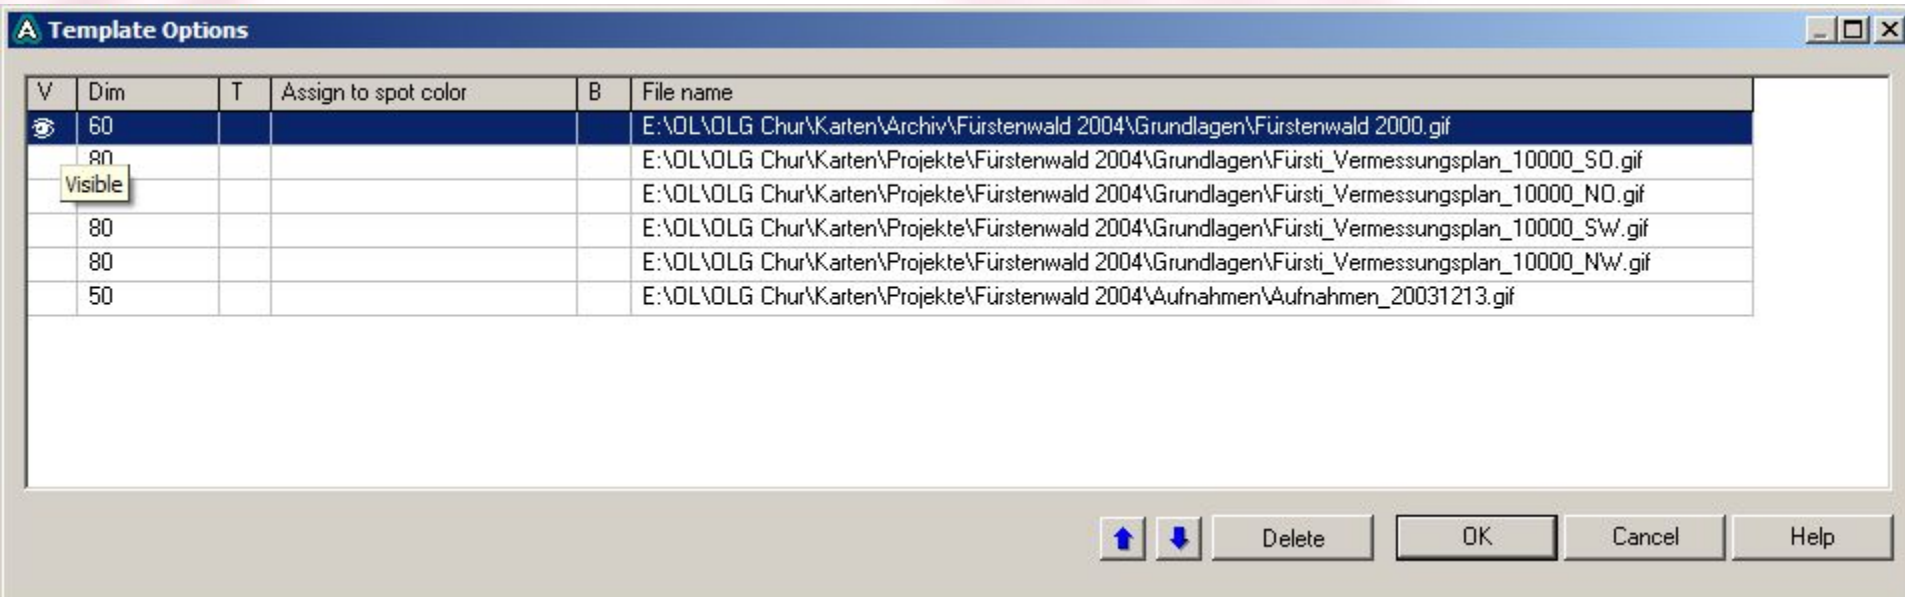 Template Options
V Dim T Assign to spot color B File name
60 E:\OL\OLG Chur\Karten\Archiv\Fürstenwald 2004\Grundlagen\Fürstenwald 2000.gif
80 E:\OL\OLG Chur\Karten\Projekte\Fürstenwald 2004\Grundlagen\Fürsti_Vermessungsplan_10000_SO.gif
Visible
E:\OL\OLG Chur\Karten\Projekte\Fürstenwald 2004\Grundlagen\Fürsti_Vermessungsplan_10000_NO.gif
80 E:\OL\OLG Chur\Karten\Projekte\Fürstenwald 2004\Grundlagen\Fürsti_Vermessungsplan_10000_SW.gif
80 E:\OL\OLG Chur\Karten\Projekte\Fürstenwald 2004\Grundlagen\Fürsti_Vermessungsplan_10000_NW.gif
50 E:\OL\OLG Chur\Karten\Projekte\Fürstenwald 2004\Aufnahmen\Aufnahmen_20031213.gif
Delete OK Cancel Help